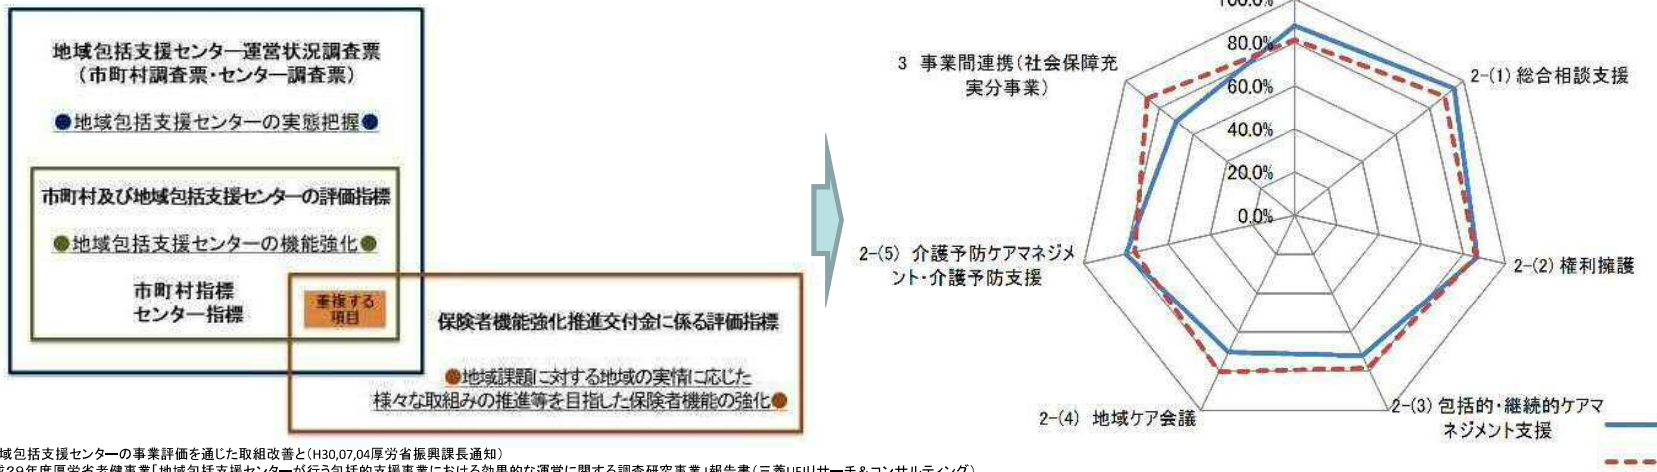 地域包括支援センター運営状況調査票
（市町村調査票・センター調査票）
●地域包括支援センターの実態把握●
市町村及び地域包括支援センターの評価指標
●地域包括支援センターの機能強化●
市町村指標
センター指標
重複する
項目
保険者機能強化推進交付金に係る評価指標
●地域課題に対する地域の実情に応じた
様々な取組みの推進等を目指した保険者機能の強化●
域包括支援センターの事業評価を通じた取組改善と(H30,07,04厚労省振興課長通知)
100.0%
80.0%
60.0%
40.0%
20.0%
0.0%
2-(1) 総合相談支援
2-(2) 権利擁護
2-(3) 包括的・継続的ケアマ
ネジメント支援
2-(4) 地域ケア会議
2-(5) 介護予防ケアマネジメ
ント・介護予防支援
3 事業間連携(社会保障充
実分事業)